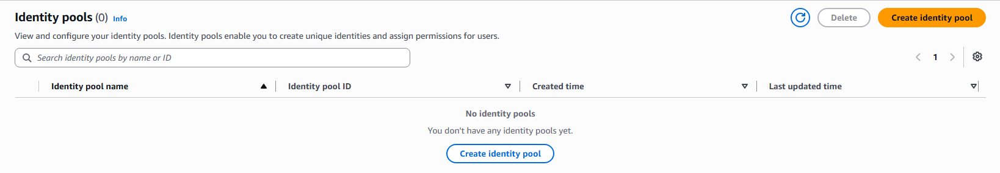 Identity pools (0) Info
Delete
Create identity pool
View and configure your identity pools. Identity pools enable you to create unique identities and assign permissions for users.
Search identity pools by name or ID
1
Identity pool name
Identity pool ID
Created time
Last updated time
No identity pools
You don't have any identity pools yet.
Create identity pool